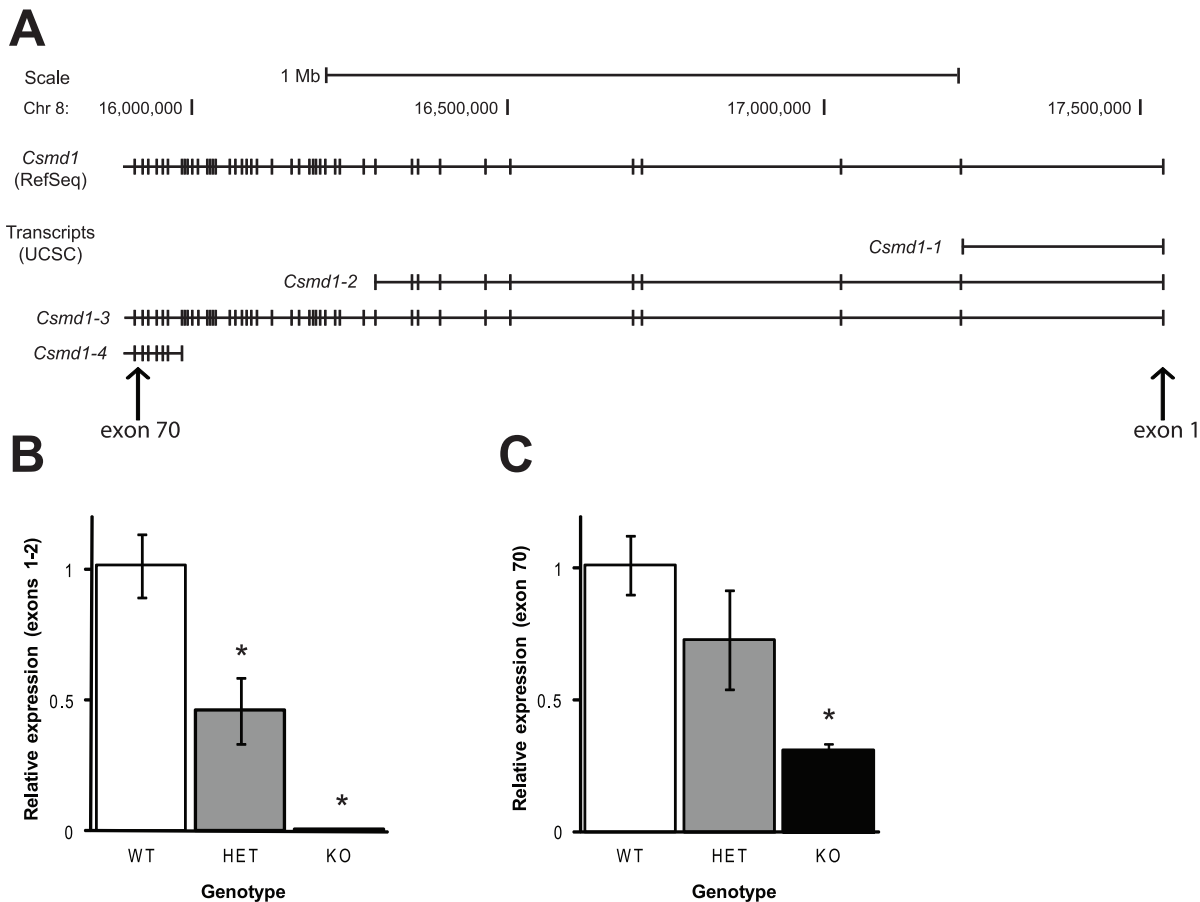 A
Scale 1 Mb
Chr 8: 16,000,000 16,500,000 17,000,000 17,500,000
Csmd1
(RefSeq)
Transcripts
(UCSC)
Csmd1-1
Csmd1-2
Csmd1-3
Csmd1-4
exon 70 exon 1
B
Relative expression (exons 1-2)
1
0.5
0
*
*
WT HET KO
Genotype
C
Relative expression (exon 70)
1
0.5
0
*
WT HET KO
Genotype